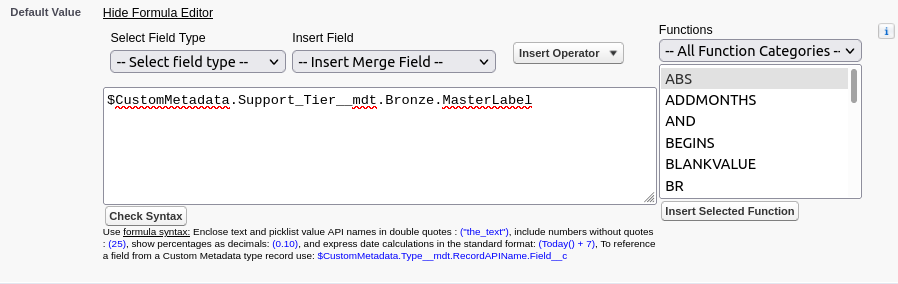 Default Value
Hide Formula Editor
Select Field Type
Insert Field
Functions
-- Select field type --
-- Insert Merge Field --
Insert Operator
-- All Function Categories --
$CustomMetadata.Support_Tier__mdt.Bronze.MasterLabel
ABS
ADDMONTHS
AND
BEGINS
BLANKVALUE
BR
Check Syntax
Insert Selected Function
Use formula syntax: Enclose text and picklist value API names in double quotes : ("the_text"), include numbers without quotes
: (25), show percentages as decimals: (0.10), and express date calculations in the standard format: (Today() + 7), To reference
a field from a Custom Metadata type record use: $CustomMetadata.Type__mdt.RecordAPIName.Field__c